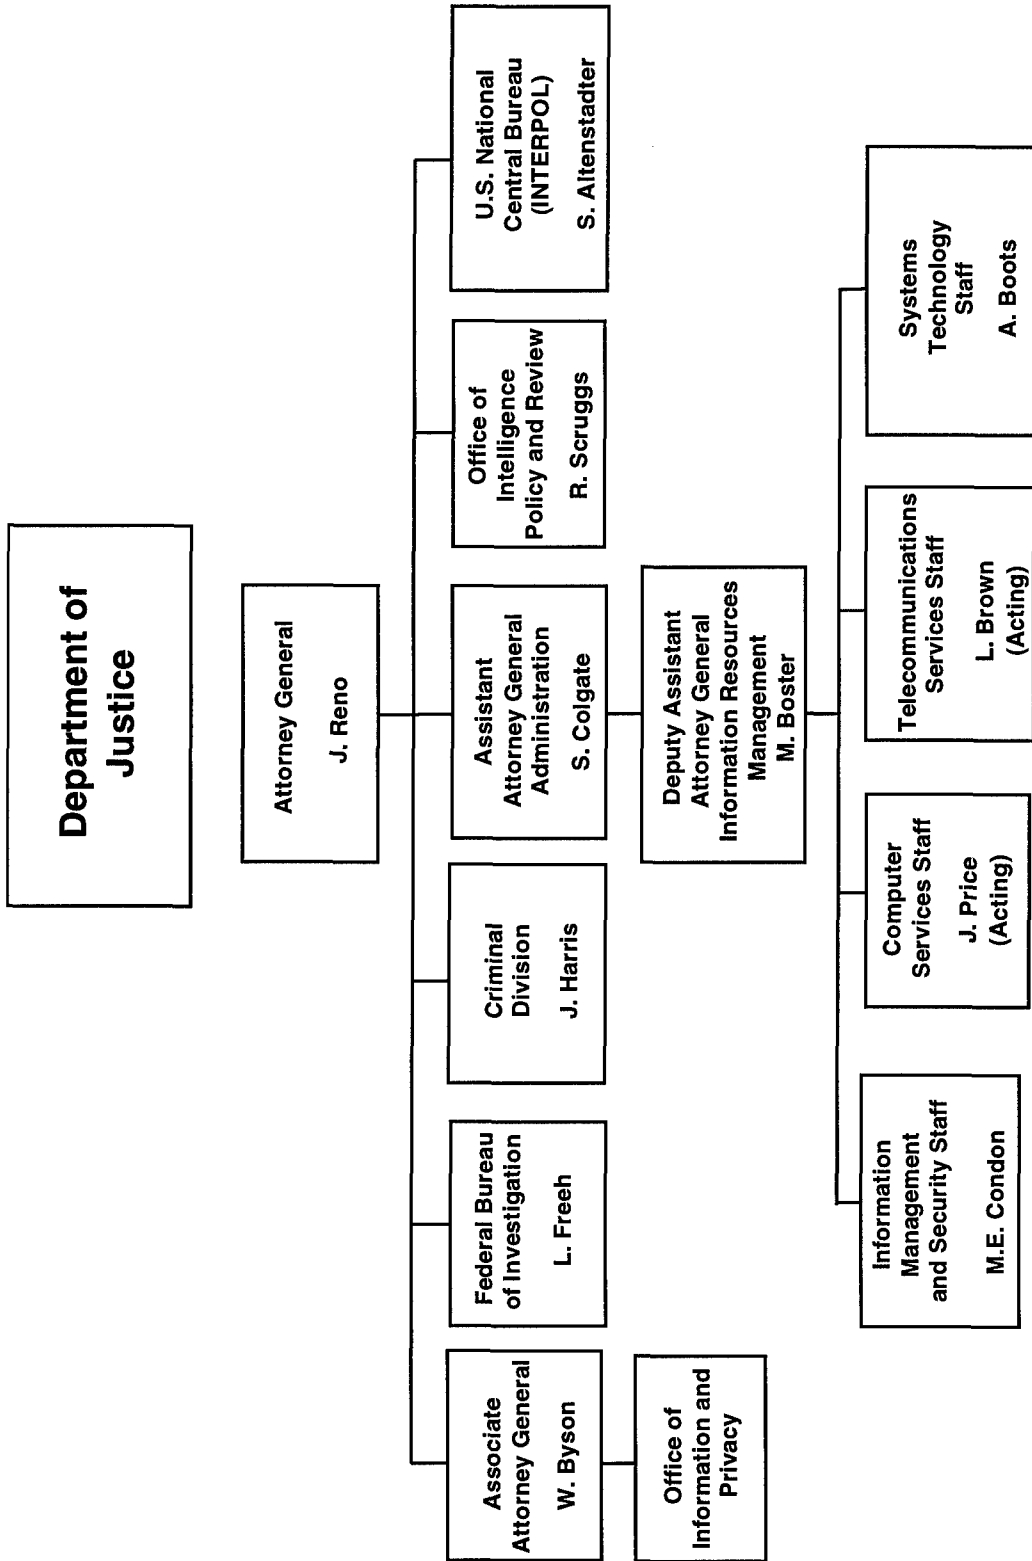 Department of
Justice
Attorney General
J. Reno
Associate
Attorney General
W. Byson
Federal Bureau
of Investigation
L. Freeh
Criminal
Division
J. Harris
Assistant
Attorney General
Administration
S. Colgate
Office of
Intelligence
Policy and Review
R. Scruggs
U.S. National
Central Bureau
(INTERPOL)
S. Altenstadter
Office of
Information and
Privacy
Deputy Assistant
Attorney General
Information Resources
Management
M. Boster
Information
Management
and Security Staff
M.E. Condon
Computer
Services Staff
J. Price
(Acting)
Telecommunications
Services Staff
L. Brown
(Acting)
Systems
Technology
Staff
A. Boots